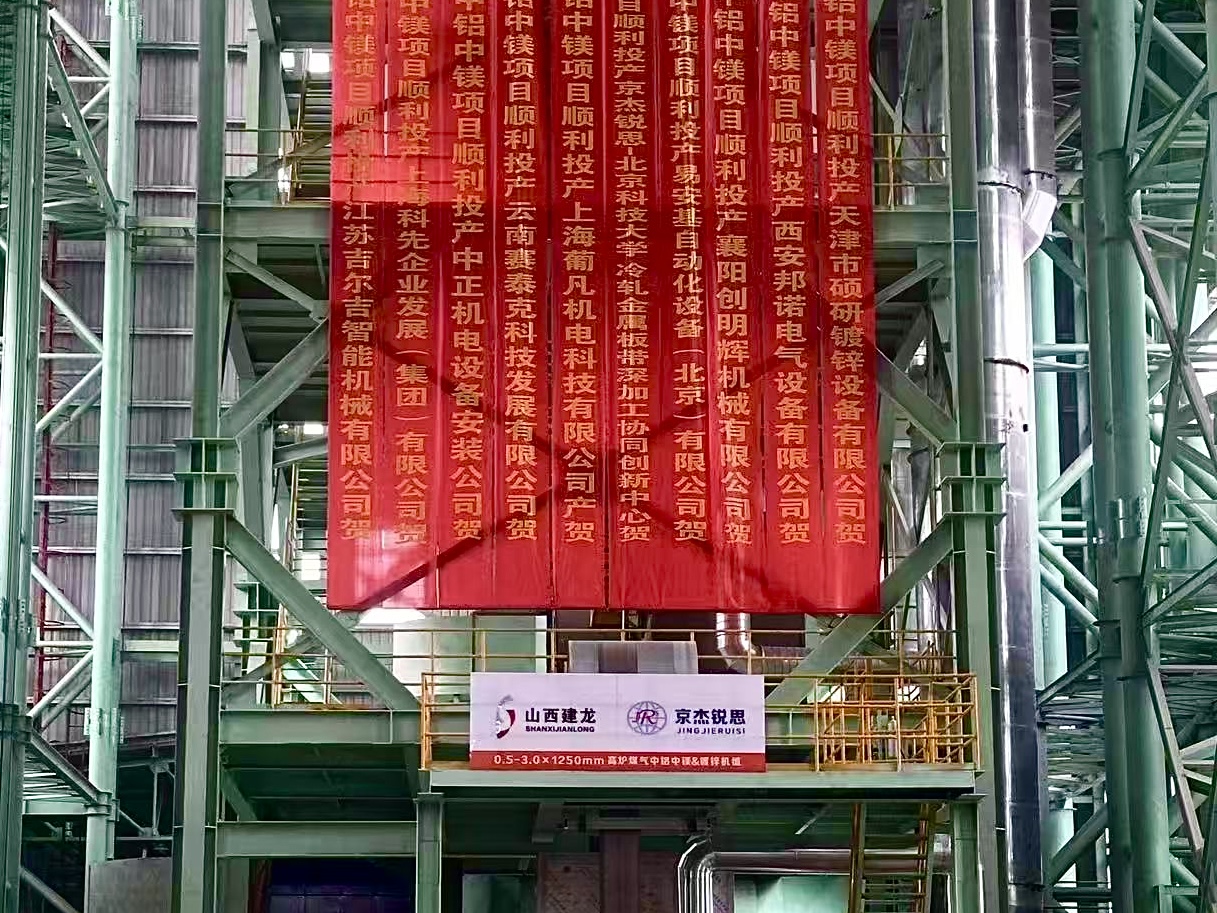 铝中镁项目顺利投产江苏吉尔吉智能机械有限公司贺
中镁项目顺利投产上海科先企业发展（集团）有限公司贺
中铝中镁项目顺利投产中正机电设备安装公司贺
铝中镁项目顺利投产云南赛泰克科技发展有限公司贺
铝中镁项目顺利投产上海葡凡机电科技有限公司产贺
目顺利投产京杰锐思-北京科技大学冷轧金属板带深加工协同创新中心贺
中镁项目顺利投产易安基自动化设备（北京）有限公司贺
中铝中镁项目顺利投产襄阳创明辉机械有限公司贺
铝中镁项目顺利投产西安邦诺电气设备有限公司贺
铝中镁项目顺利投产天津市硕研镀锌设备有限公司贺
山西建龙
SHANXIJIANLONG
JR
京杰锐思
JINGJIERUISI
0.5-3.0×1250mm 高炉煤气中铝中镁&镀锌机组